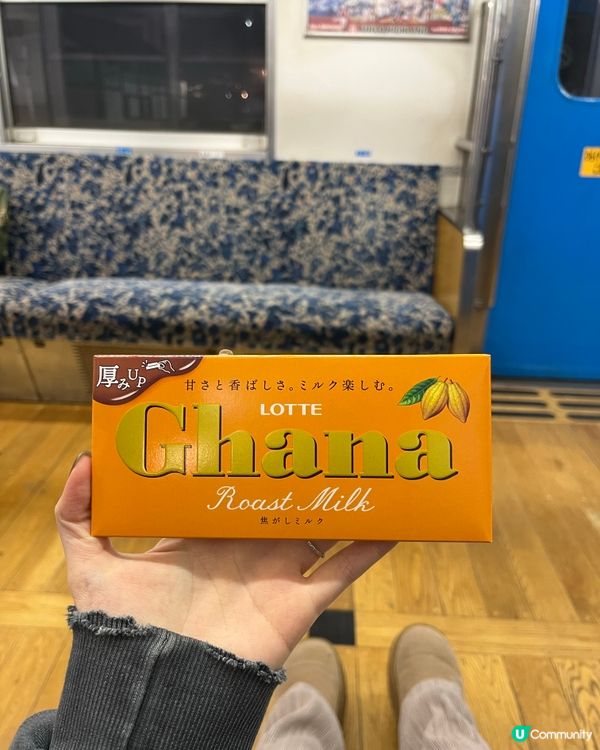 厚みUP
甘さと香ばしさ。ミルク楽しむ。
LOTTE
Ghana
Roast Milk
焦がしミルク
U Community